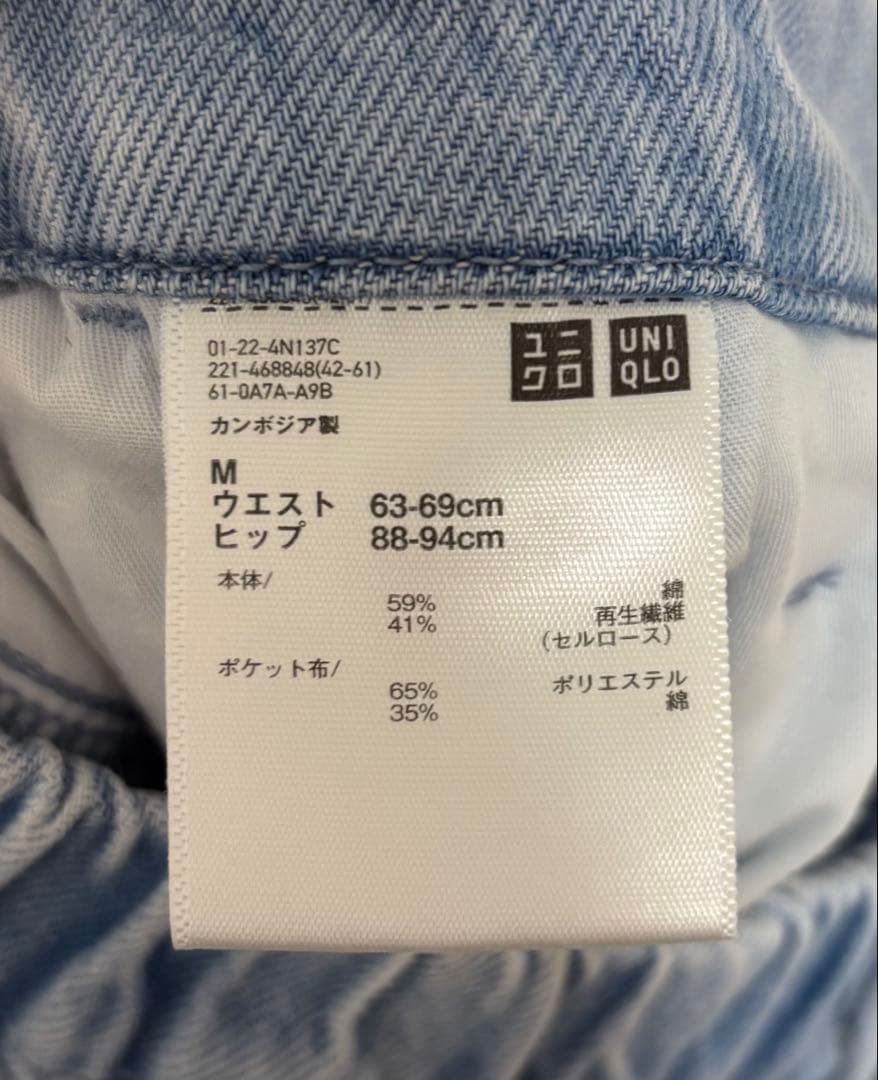 01-22-4N137C
221-468848(42-61)
61-0A7A-A9B
カンボジア製
ユニ
クロ
UNI
QLO
M
ウエスト 63-69cm
ヒップ 88-94cm
本体/
綿
59%
再生繊維
41%
(セルロース)
ポケット布/
ポリエステル
65%
綿
35%